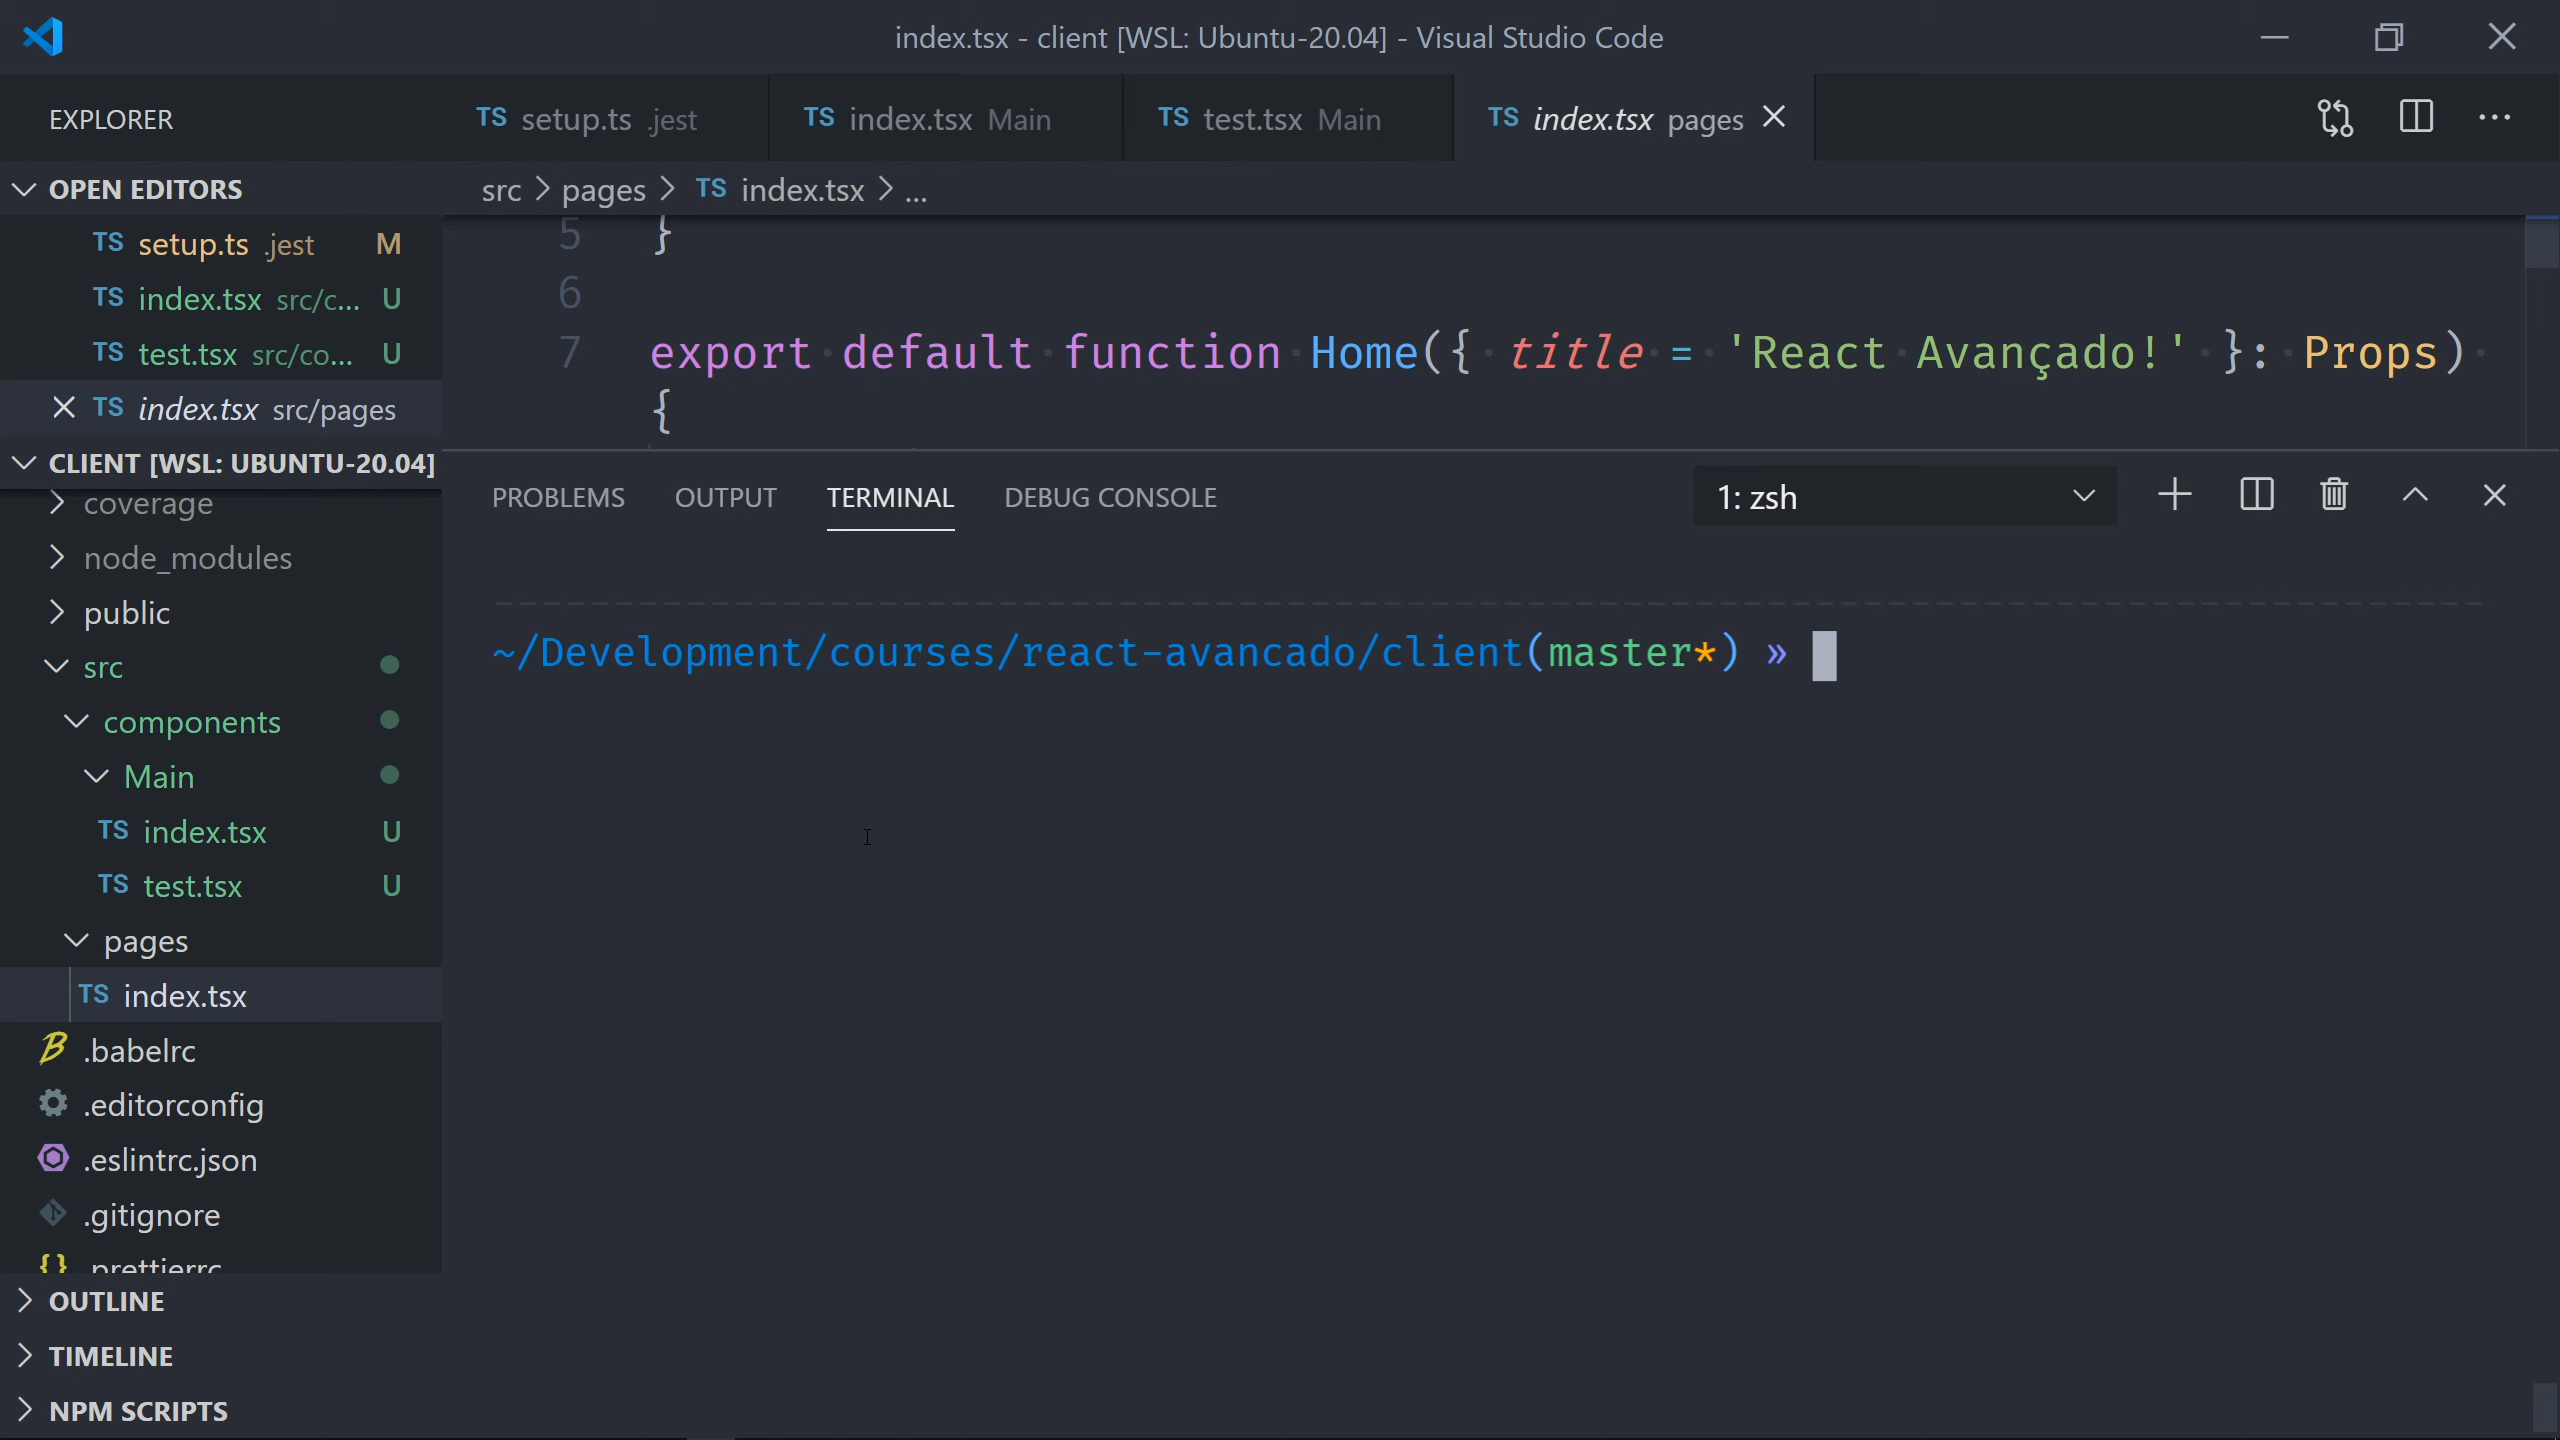 index.tsx - client [WSL: Ubuntu-20.04] - Visual Studio Code
EXPLORER
TS setup.ts .jest
TS index.tsx Main
TS test.tsx Main
TS index.tsx pages
OPEN EDITORS
TS setup.ts .jest M
TS index.tsx src/c... U
TS test.tsx src/co... U
TS index.tsx src/pages
CLIENT [WSL: UBUNTU-20.04]
coverage
node_modules
public
src
components
Main
TS index.tsx U
TS test.tsx U
pages
TS index.tsx
.babelrc
.editorconfig
.eslintrc.json
.gitignore
.prettierrc
OUTLINE
TIMELINE
NPM SCRIPTS
src > pages > TS index.tsx > ...
5 }
6
7 export default function Home({ title = 'React Avançado!' }: Props)
{
PROBLEMS OUTPUT TERMINAL DEBUG CONSOLE
1: zsh
~/Development/courses/react-avancado/client(master*) »